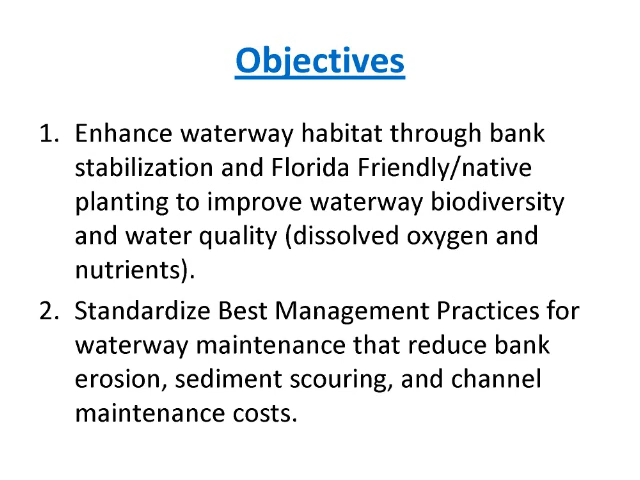 Objectives
1. Enhance waterway habitat through bank
stabilization and Florida Friendly/native
planting to improve waterway biodiversity
and water quality (dissolved oxygen and
nutrients).
2. Standardize Best Management Practices for
waterway maintenance that reduce bank
erosion, sediment scouring, and channel
maintenance costs.